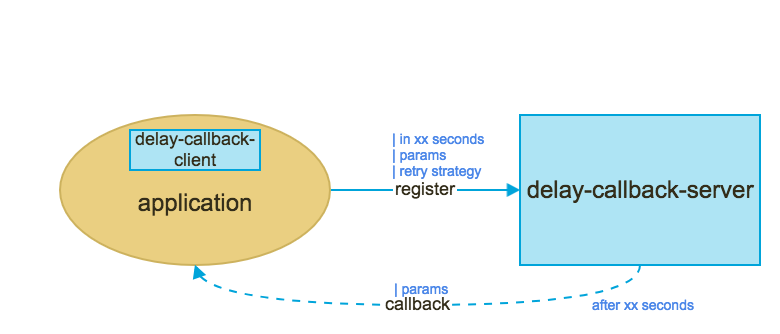 delay-callback-
client
application
| in xx seconds
| params
| retry strategy
register
delay-callback-server
| params
callback
after xx seconds